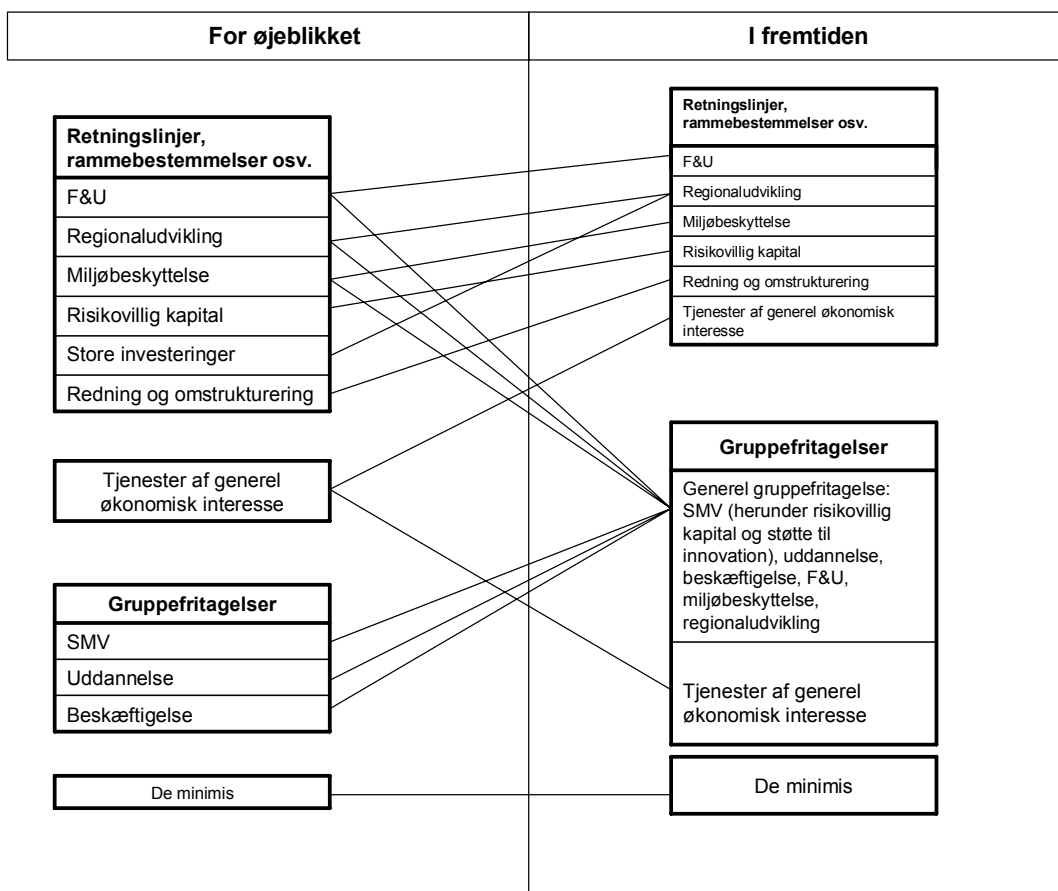 For øjeblikket
I fremtiden
Retningslinjer,
rammebestemmelser osv.
F&U
Regionaludvikling
Miljøbeskyttelse
Risikovillig kapital
Store investeringer
Redning og omstrukturering
Tjenester af generel
økonomisk interesse
Gruppefritagelser
SMV
Uddannelse
Beskæftigelse
De minimis
Retningslinjer,
rammebestemmelser osv.
F&U
Regionaludvikling
Miljøbeskyttelse
Risikovillig kapital
Redning og omstrukturering
Tjenester af generel økonomisk
interesse
Gruppefritagelser
Generel gruppefritagelse:
SMV (herunder risikovillig
kapital og støtte til
innovation), uddannelse,
beskæftigelse, F&U,
miljøbeskyttelse,
regionaludvikling
Tjenester af generel
økonomisk interesse
De minimis